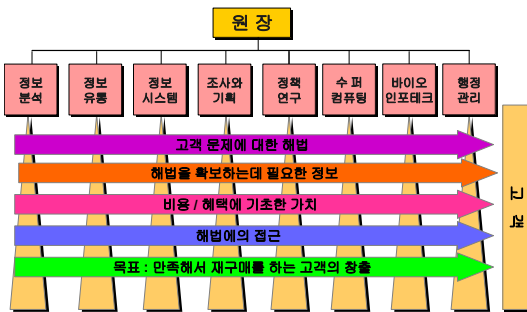 원 장
정보
분석
정보
유통
정보
시스템
조사와
기획
정책
연구
수 퍼
컴퓨팅
바이오
인포테크
행정
관리
고객 문제에 대한 해법
해법을 확보하는데 필요한 정보
비용 / 혜택에 기초한 가치
해법에의 접근
목표 : 만족해서 재구매를 하는 고객의 창출
고 객